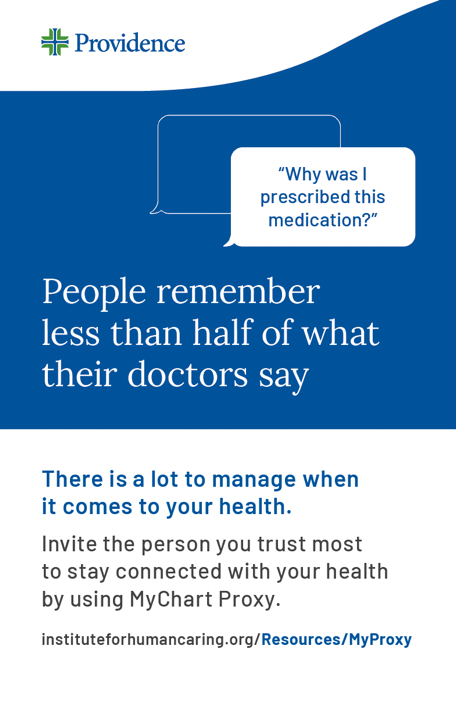 Providence
“Why was I
prescribed this
medication?”
People remember
less than half of what
their doctors say
There is a lot to manage when
it comes to your health.
Invite the person you trust most
to stay connected with your health
by using MyChart Proxy.
instituteforhumancaring.org/Resources/MyProxy